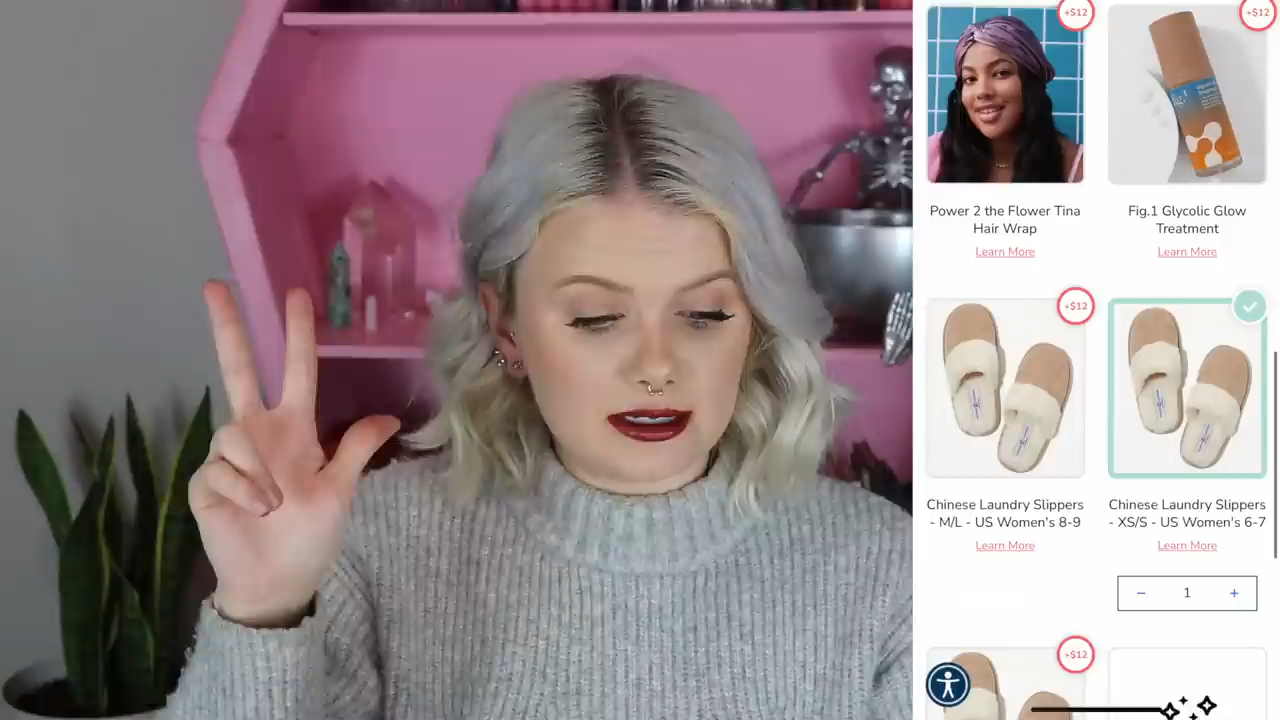 +$12
+$12
Power 2 the Flower Tina
Hair Wrap
Fig.1 Glycolic Glow
Treatment
Learn More
Learn More
+$12
Chinese Laundry Slippers
- M/L - US Women's 8-9
Chinese Laundry Slippers
- XS/S - US Women's 6-7
Learn More
Learn More
− 1 +
+$12